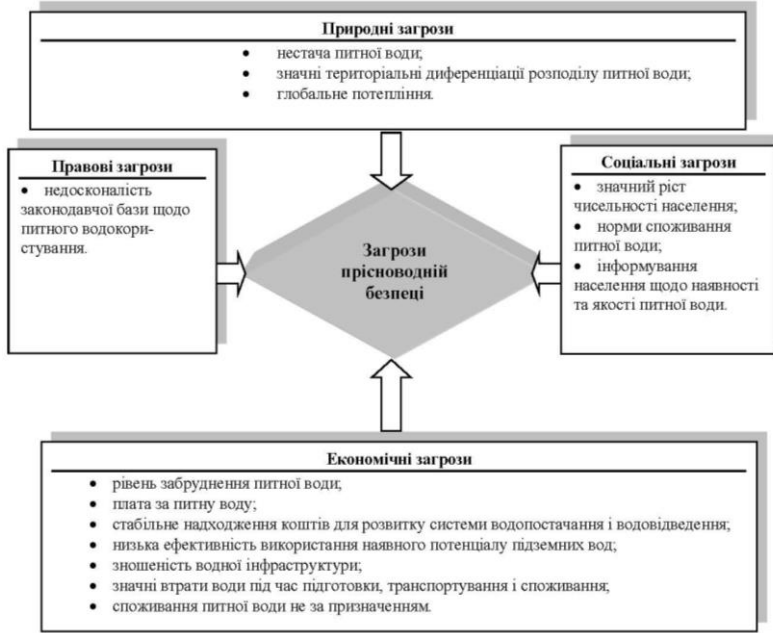 Природні загрози
• нестача питної води;
• значні територіальні диференціації розподілу питної води;
• глобальне потепління.
Правові загрози
• недосконалість
законодавчої бази щодо
питного водокори-
стування.
Загрози
прісноводній
безпеці
Соціальні загрози
• значний ріст
чисельності населення;
• норми споживання
питної води;
• інформування
населення щодо наявності
та якості питної води.
Економічні загрози
• рівень забруднення питної води;
• плата за питну воду;
• стабільне надходження коштів для розвитку системи водопостачання і водовідведення;
• низька ефективність використання наявного потенціалу підземних вод;
• зношеність водної інфраструктури;
• значні втрати води під час підготовки, транспортування і споживання;
• споживання питної води не за призначенням.